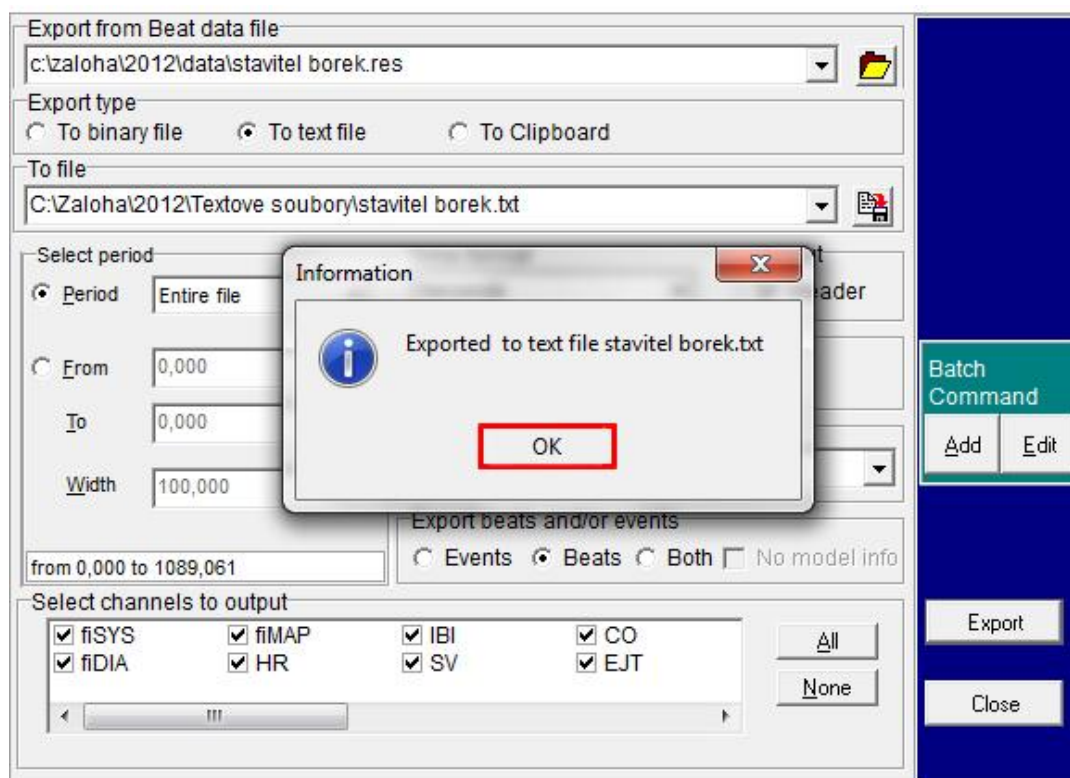 Export from Beat data file
c:\zaloha\2012\data\stavitel borek.res
Export type
To binary file To text file To Clipboard
To file
C:\Zaloha\2012\Textove soubory\stavitel borek.txt
Select period
Period Entire file
From 0,000
To 0,000
Width 100,000
from 0,000 to 1089,061
Information
Exported to text file stavitel borek.txt
OK
Export beats and/or events
Events Beats Both No model info
Select channels to output
fiSYS fiMAP IBI CO
fiDIA HR SV EJT
All
None
Batch
Command
Add Edit
Export
Close